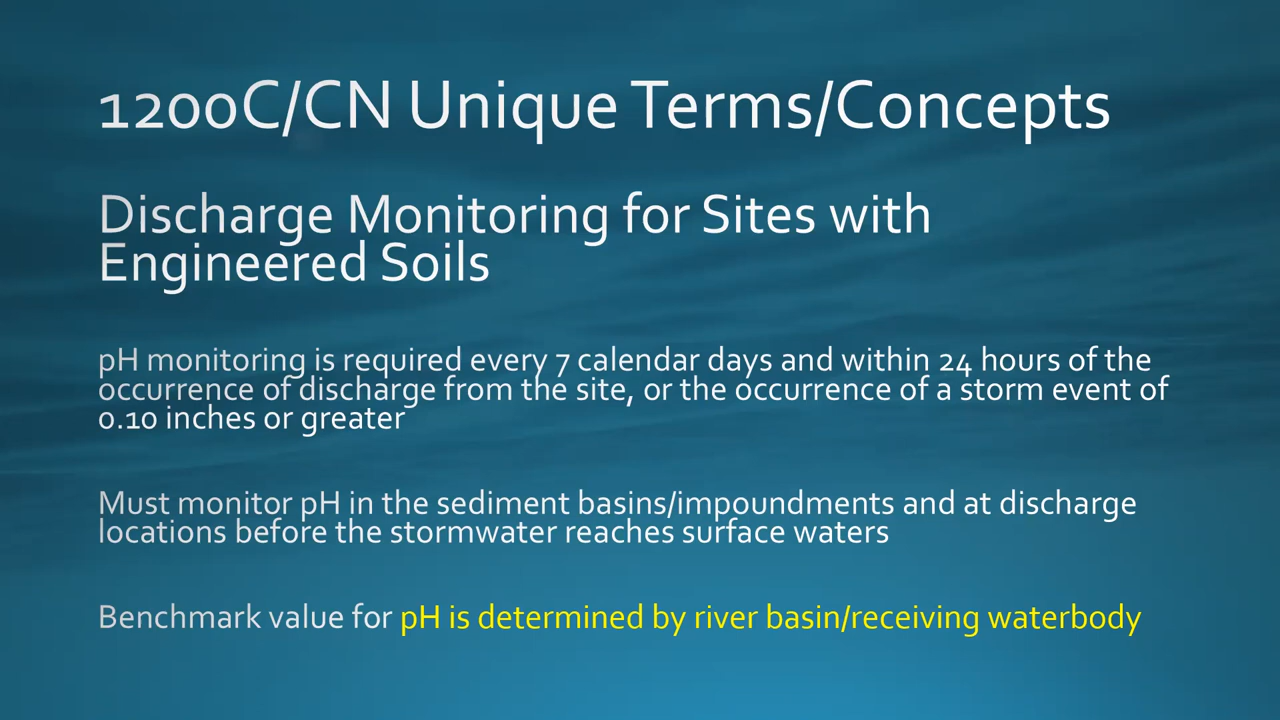 1200C/CN Unique Terms/Concepts
Discharge Monitoring for Sites with
Engineered Soils
pH monitoring is required every 7 calendar days and within 24 hours of the
occurrence of discharge from the site, or the occurrence of a storm event of
0.10 inches or greater
Must monitor pH in the sediment basins/impoundments and at discharge
locations before the stormwater reaches surface waters
Benchmark value for pH is determined by river basin/receiving waterbody